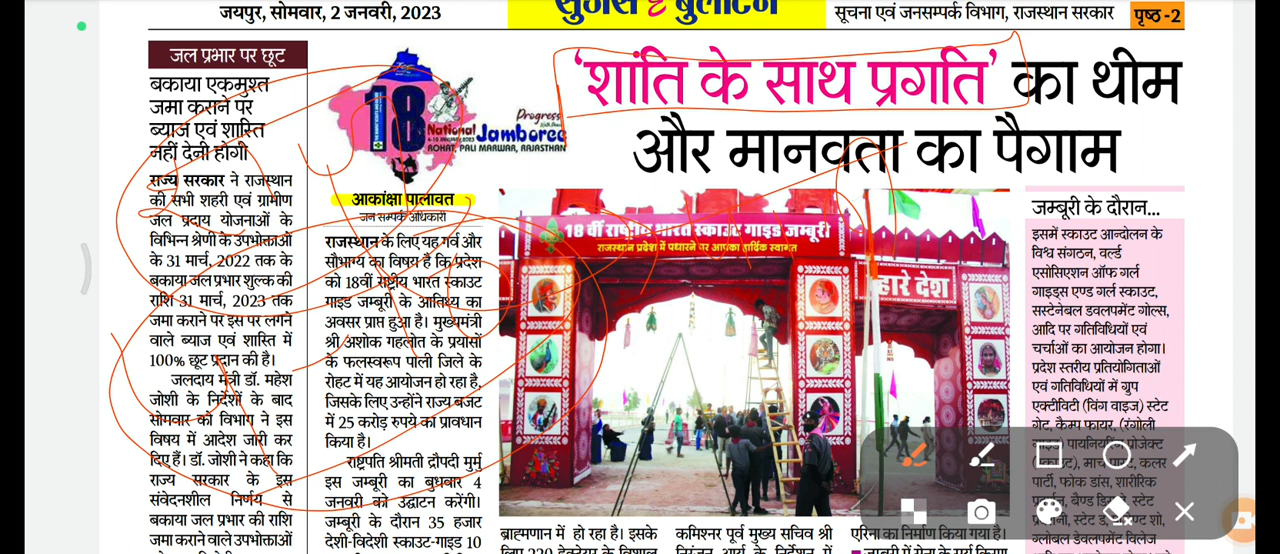 जयपुर, सोमवार, 2 जनवरी, 2023
सूचना एवं जनसम्पर्क विभाग, राजस्थान सरकार
पृष्ठ-2
जल प्रभार पर छूट
बकाया एकमुश्त
जमा कराने पर
ब्याज एवं शास्ति
नहीं देनी होगी
राज्य सरकार ने राजस्थान
की सभी शहरी एवं ग्रामीण
जल प्रदाय योजनाओं के
विभिन्न श्रेणी के उपभोक्ताओं
के 31 मार्च, 2022 तक के
बकाया जल प्रभार शुल्क की
राशि 31 मार्च, 2023 तक
जमा कराने पर इस पर लगने
वाले ब्याज एवं शास्ति में
100% छूट प्रदान की है।
जलदाय मंत्री डॉ. महेश
जोशी के निर्देशों के बाद
सोमवार को विभाग ने इस
विषय में आदेश जारी कर
दिए हैं। डॉ. जोशी ने कहा कि
राज्य सरकार के इस
संवेदनशील निर्णय से
बकाया जल प्रभार की राशि
जमा कराने वाले उपभोक्ताओं
18
National Jamboree
Progress
ROHAT, PALI MARWAR, RAJASTHAN
'शांति के साथ प्रगति' का थीम
और मानवता का पैगाम
आकांक्षा पालावत
जन सम्पर्क अधिकारी
राजस्थान के लिए यह गर्व और
सौभाग्य का विषय है कि प्रदेश
को 18वीं राष्ट्रीय भारत स्काउट
गाइड जम्बूरी के आतिथ्य का
अवसर प्राप्त हुआ है। मुख्यमंत्री
श्री अशोक गहलोत के प्रयासों
के फलस्वरूप पाली जिले के
रोहट में यह आयोजन हो रहा है,
जिसके लिए उन्होंने राज्य बजट
में 25 करोड़ रुपये का प्रावधान
किया है।
राष्ट्रपति श्रीमती द्रौपदी मुर्मु
इस जम्बूरी का बुधवार 4
जनवरी को उद्घाटन करेंगी।
जम्बूरी के दौरान 35 हजार
देशी-विदेशी स्काउट-गाइड 10
18 वीं राष्ट्रीय भारत स्काउट गाइड जम्बूरी
राजस्थान प्रदेश में पधारने पर आपका हार्दिक स्वागत
हारे देश
ब्राह्मणान में हो रहा है। इसके
कमिश्नर पूर्व मुख्य सचिव श्री
एरिना का निर्माण किया गया है।
जम्बूरी के दौरान...
इसमें स्काउट आन्दोलन के
विश्व संगठन, वर्ल्ड
एसोसिएशन ऑफ गर्ल
गाइड्स एण्ड गर्ल स्काउट,
सस्टेनेबल डवलपमेंट गोल्स,
आदि पर गतिविधियों एवं
चर्चाओं का आयोजन होगा।
प्रदेश स्तरीय प्रतियोगिताओं
एवं गतिविधियों में ग्रुप
एक्टीविटी (विंग वाइज) स्टेट
गेट, कैम्प फायर, (रंगोली
पायनियरिंग प्रोजेक्ट
कलर
पार्टी, फोक डांस, शारीरिक
स्टेट
ग्लोबल डेवलपमेंट विलेज